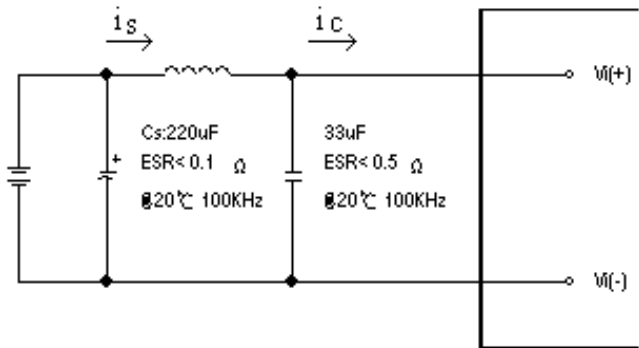 is
ic
Vi(+)
Cs:220uF
ESR< 0.1 Ω
20℃ 100KHz
33uF
ESR< 0.5 Ω
20℃ 100KHz
+
Vi(-)